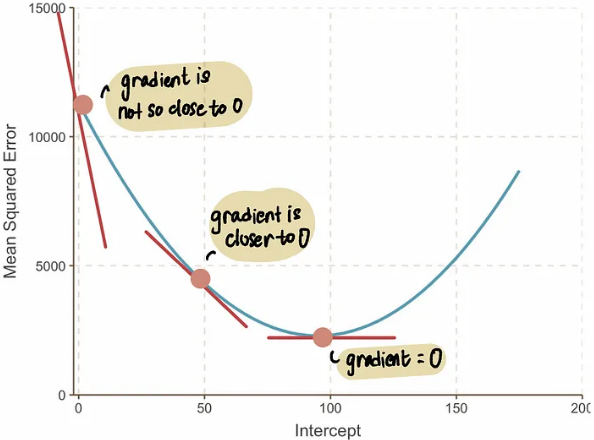 15000
10000
5000
0
Mean Squared Error
gradient is
not so close to 0
gradient is
closer to 0
gradient = 0
0
50
100
150
Intercept